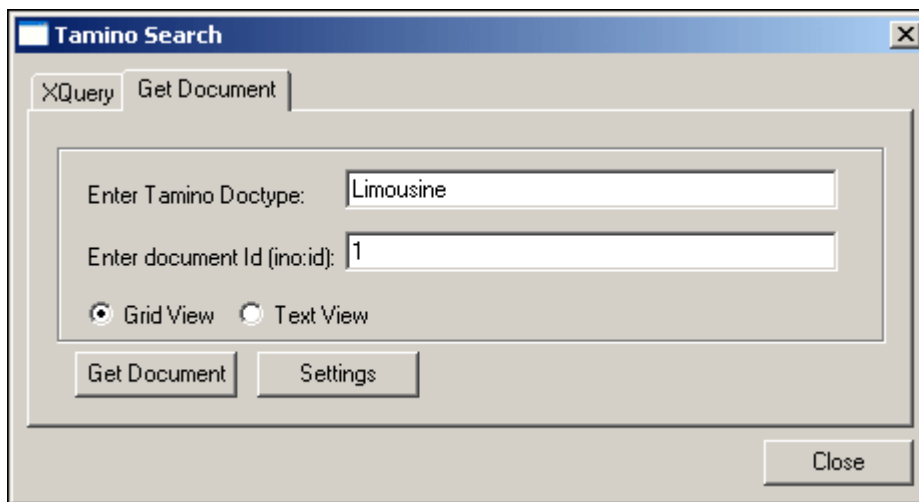 Tamino Search
XQuery Get Document
Enter Tamino Doctype: Limousine
Enter document Id (ino:id): 1
Grid View Text View
Get Document Settings
Close